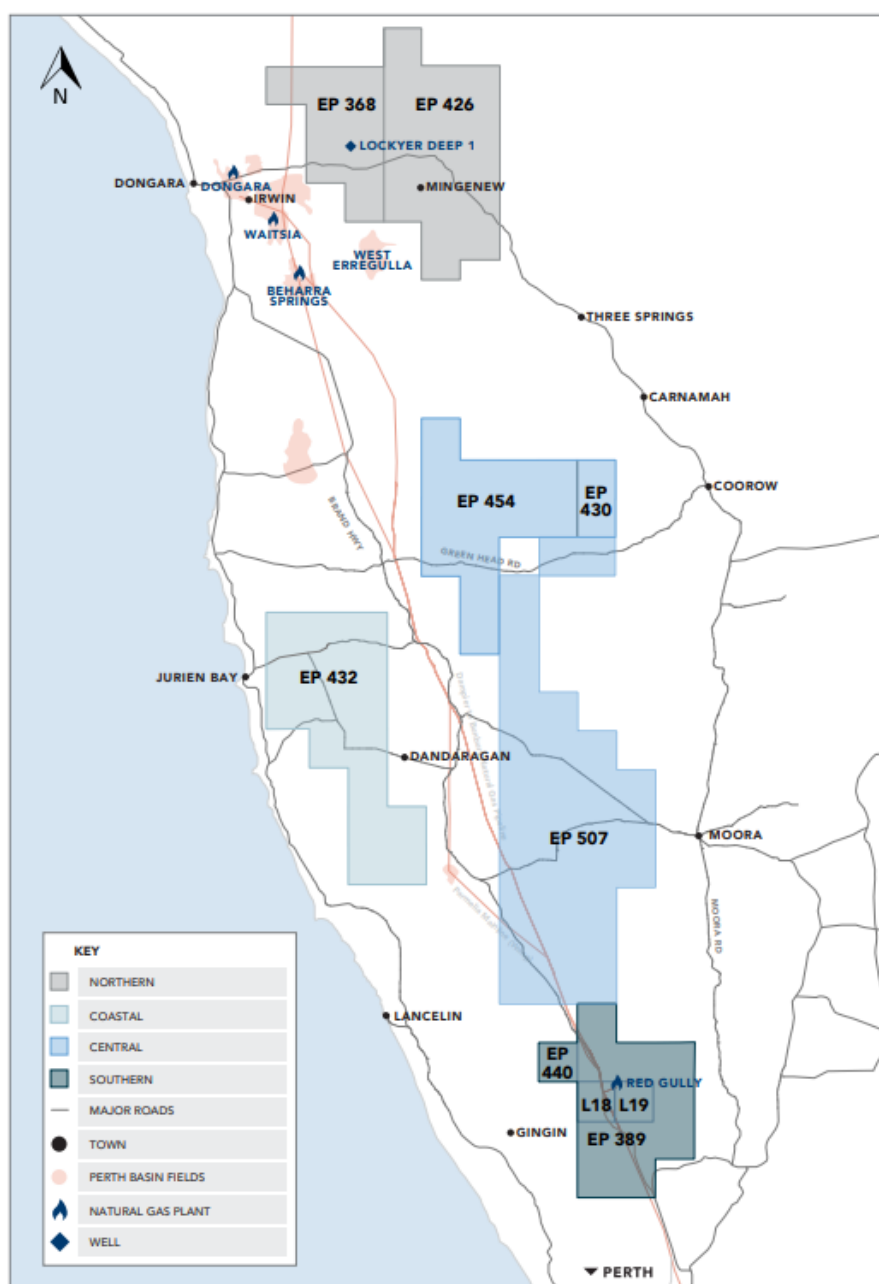 N
EP 368
EP 426
LOCKYER DEEP 1
DONGARA
DONGARA
IRWIN
MINGENEW
WAITSIA
WEST
ERREGULLA
BEHARRA
SPRINGS
THREE SPRINGS
CARNAMAH
COOROW
EP 454
EP
430
BRAND HWY
GREEN HEAD RD
JURIEN BAY
EP 432
DANDARAGAN
EP 507
MOORA
MOORA RD
LANCELIN
EP
440
RED GULLY
L18
L19
GINGIN
EP 389
PERTH
KEY
NORTHERN
COASTAL
CENTRAL
SOUTHERN
MAJOR ROADS
TOWN
PERTH BASIN FIELDS
NATURAL GAS PLANT
WELL